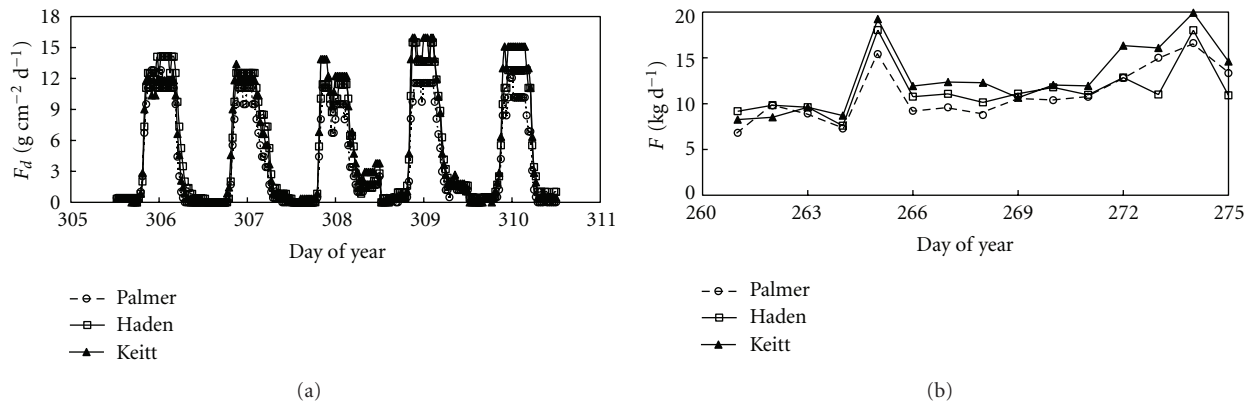 18
15
12
9
6
3
0
F_d (g cm⁻² d⁻¹)
305 306 307 308 309 310 311
Day of year
Palmer
Haden
Keitt
(a)
20
15
10
5
0
F (kg d⁻¹)
260 263 266 269 272 275
Day of year
Palmer
Haden
Keitt
(b)